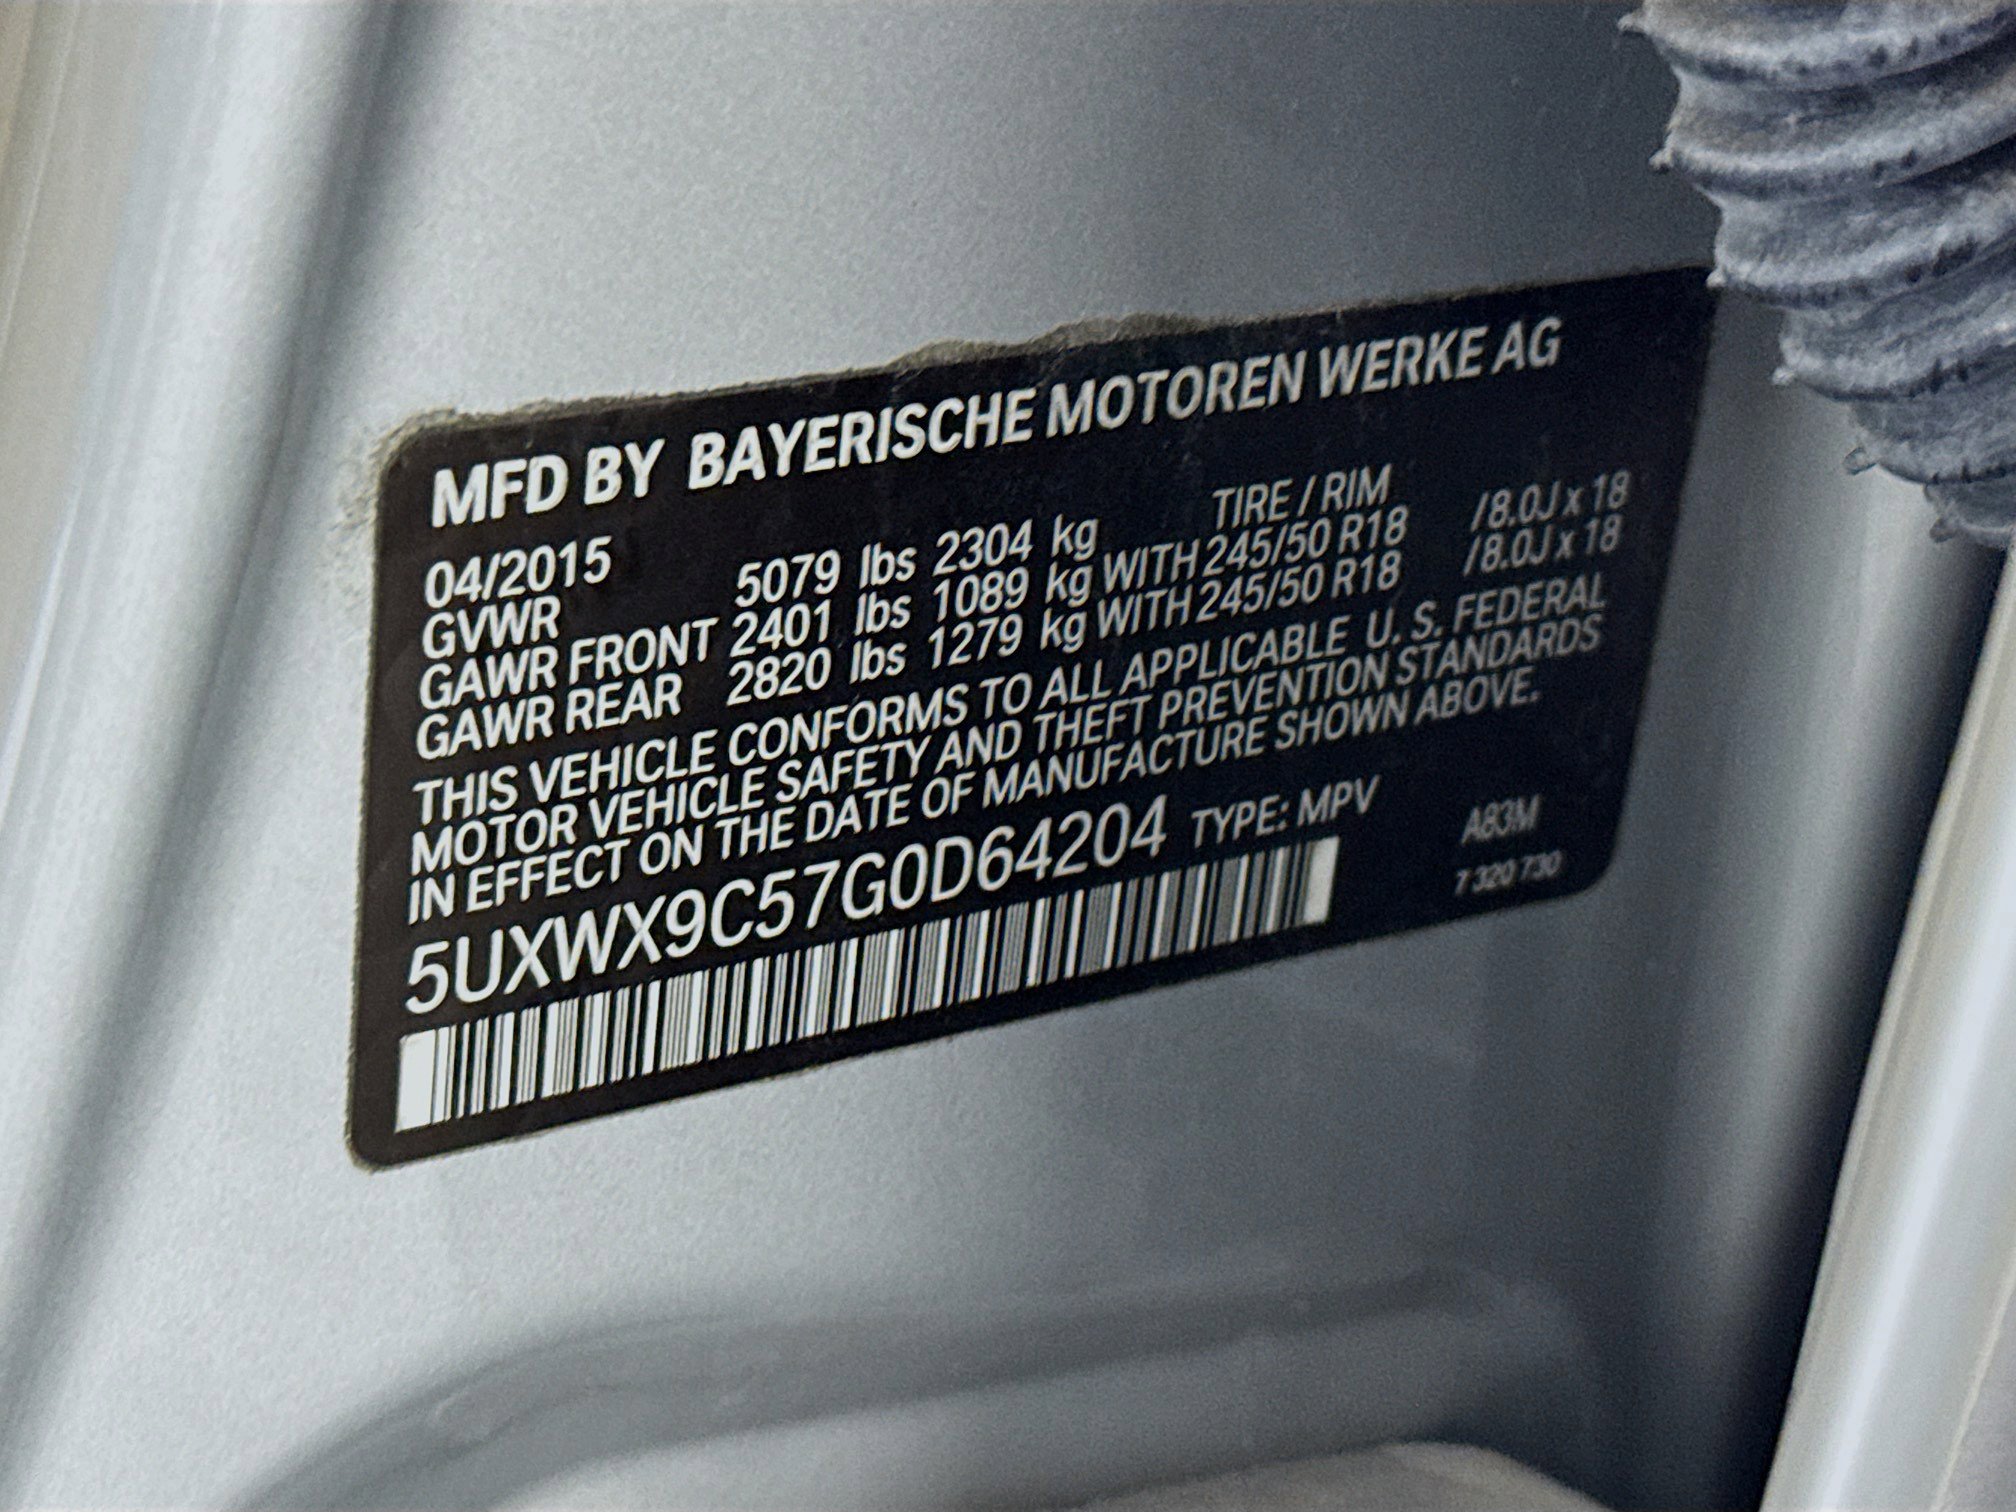 MFD BY BAYERISCHE MOTOREN WERKE AG
04/2015 TIRE / RIM
GVWR 5079 lbs 2304 kg
GAWR FRONT 2401 lbs 1089 kg WITH 245/50 R18 /8.0J x 18
GAWR REAR 2820 lbs 1279 kg WITH 245/50 R18 /8.0J x 18
THIS VEHICLE CONFORMS TO ALL APPLICABLE U. S. FEDERAL
MOTOR VEHICLE SAFETY AND THEFT PREVENTION STANDARDS
IN EFFECT ON THE DATE OF MANUFACTURE SHOWN ABOVE.
5UXWX9C57G0D64204 TYPE: MPV A83M
7 320 730